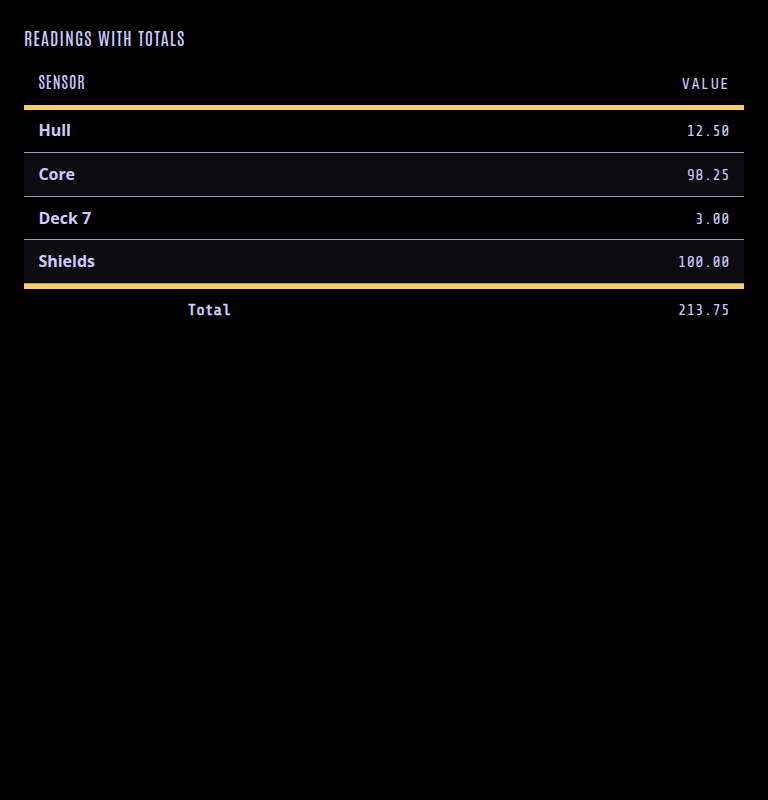 READINGS WITH TOTALS
SENSOR VALUE
Hull 12.50
Core 98.25
Deck 7 3.00
Shields 100.00
Total 213.75